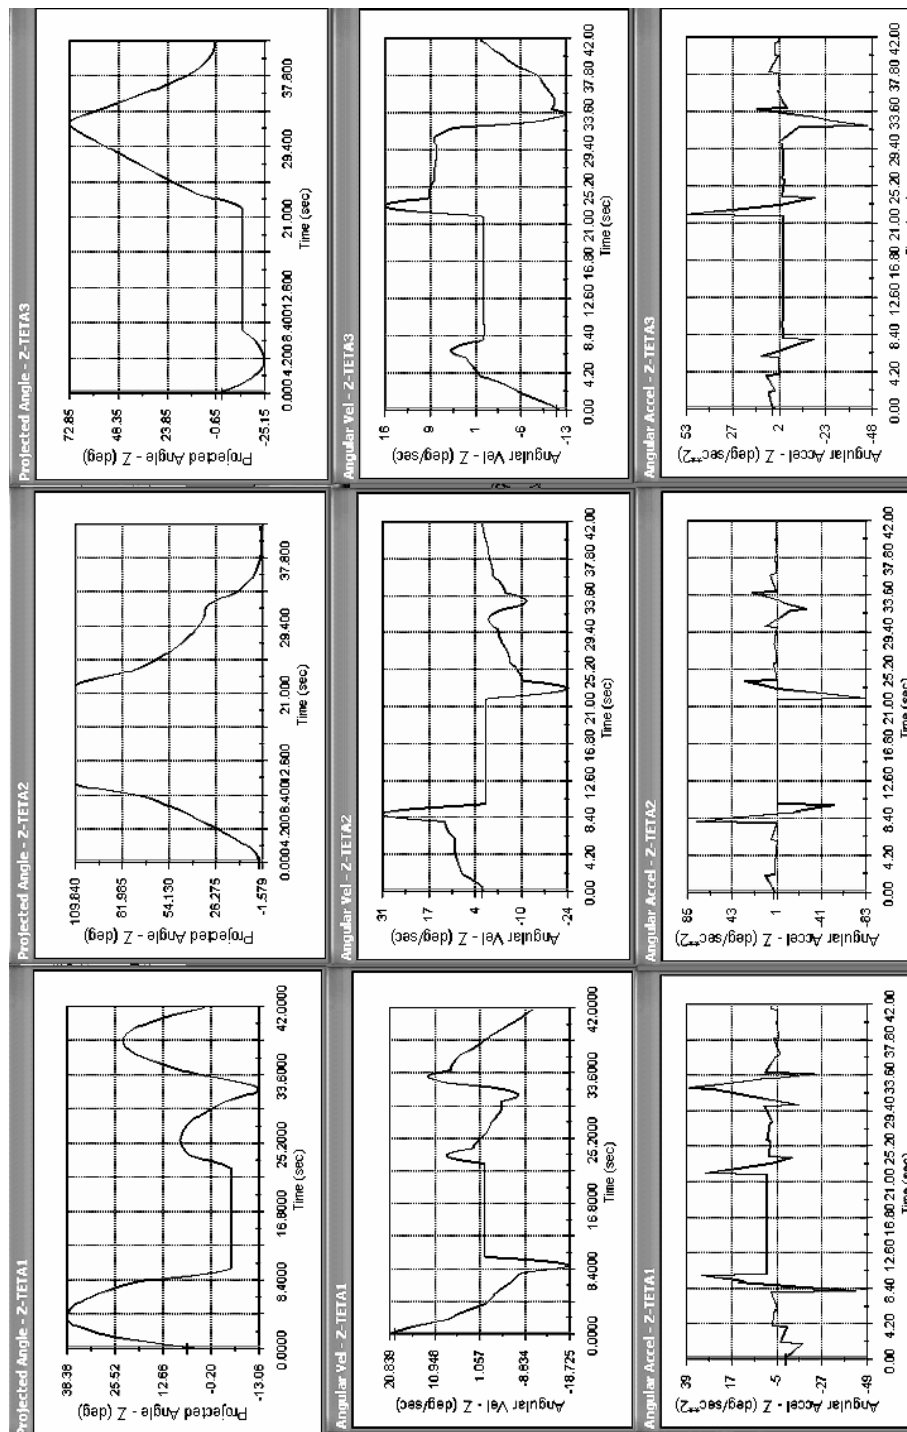 Projected Angle - Z-TETA1
Projected Angle - Z (deg)
38.38
25.52
12.66
-0.20
-13.06
0.0000 8.4000 16.8000 25.2000 33.6000 42.0000
Time (sec)
Projected Angle - Z-TETA2
Projected Angle - Z (deg)
109.840
81.985
54.130
26.275
-1.579
0.000 4.200 8.400 12.600 21.000 29.400 37.800
Time (sec)
Projected Angle - Z-TETA3
Projected Angle - Z (deg)
72.85
48.35
23.85
-0.65
-25.15
0.000 4.200 8.400 12.600 21.000 29.400 37.800
Time (sec)
Angular Vel - Z-TETA1
Angular Vel - Z (deg/sec)
20.839
10.948
1.057
-8.834
-18.725
0.0000 8.4000 16.8000 25.2000 33.6000 42.0000
Time (sec)
Angular Vel - Z-TETA2
Angular Vel - Z (deg/sec)
31
17
4
-10
-24
0.00 4.20 8.40 12.60 16.80 21.00 25.20 29.40 33.60 37.80 42.00
Time (sec)
Angular Vel - Z-TETA3
Angular Vel - Z (deg/sec)
16
9
1
-6
-13
0.00 4.20 8.40 12.60 16.80 21.00 25.20 29.40 33.60 37.80 42.00
Time (sec)
Angular Accel - Z-TETA1
Angular Accel - Z (deg/sec**2)
39
17
-5
-27
-49
0.00 4.20 8.40 12.60 16.80 21.00 25.20 29.40 33.60 37.80 42.00
Time (sec)
Angular Accel - Z-TETA2
Angular Accel - Z (deg/sec**2)
85
43
1
-41
-83
0.00 4.20 8.40 12.60 16.80 21.00 25.20 29.40 33.60 37.80 42.00
Time (sec)
Angular Accel - Z-TETA3
Angular Accel - Z (deg/sec**2)
53
27
2
-23
-48
0.00 4.20 8.40 12.60 16.80 21.00 25.20 29.40 33.60 37.80 42.00